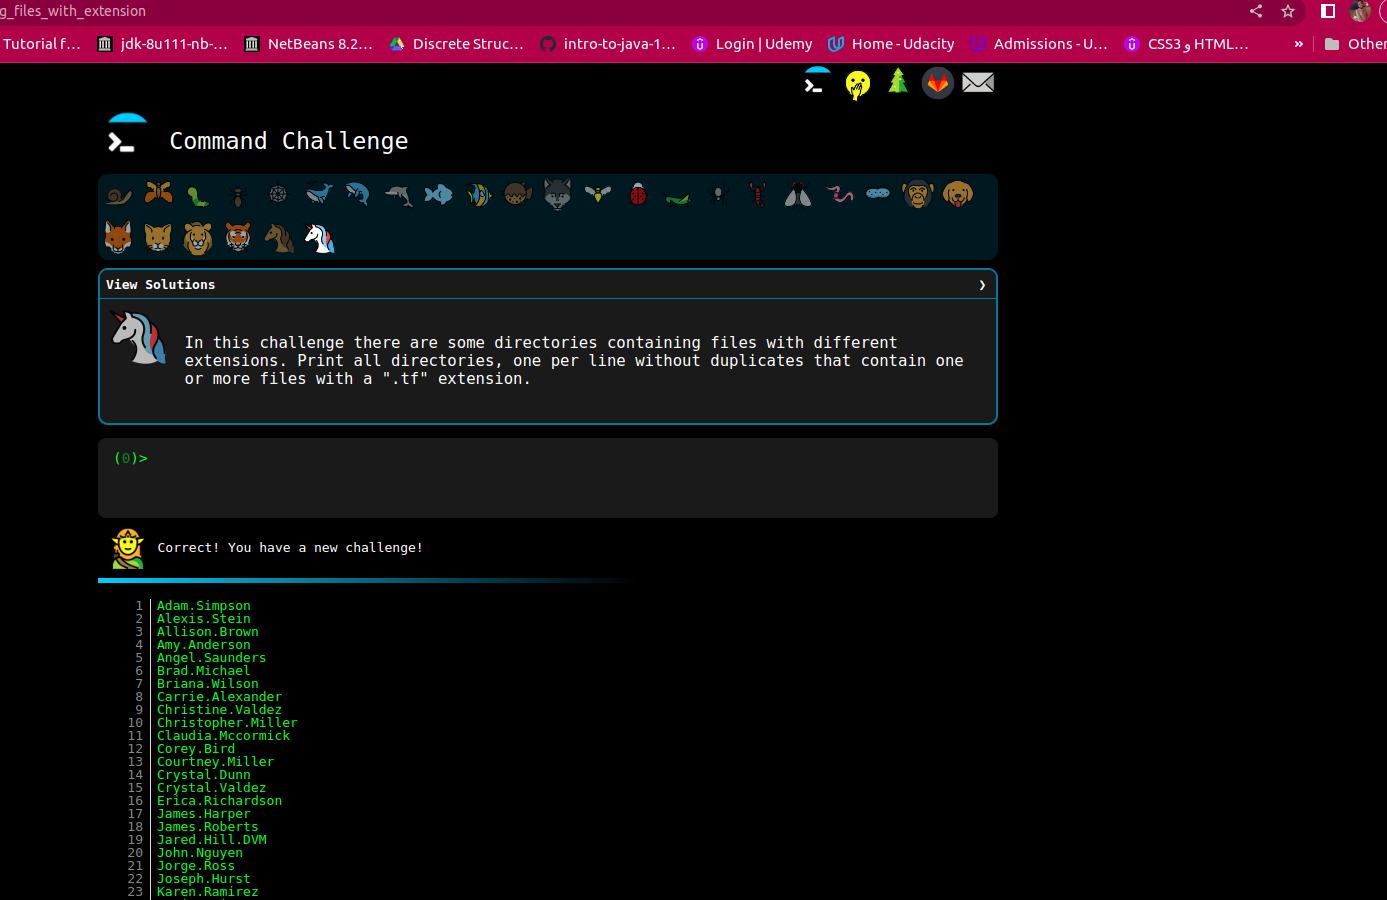 g_files_with_extension
Tutorial f... jdk-8u111-nb-... NetBeans 8.2... Discrete Struc... intro-to-java-1... Login | Udemy Home - Udacity Admissions - U... CSS3 و HTML... » Other
Command Challenge
View Solutions ❯
In this challenge there are some directories containing files with different
extensions. Print all directories, one per line without duplicates that contain one
or more files with a ".tf" extension.
(0)>
Correct! You have a new challenge!
1 Adam.Simpson
2 Alexis.Stein
3 Allison.Brown
4 Amy.Anderson
5 Angel.Saunders
6 Brad.Michael
7 Briana.Wilson
8 Carrie.Alexander
9 Christine.Valdez
10 Christopher.Miller
11 Claudia.Mccormick
12 Corey.Bird
13 Courtney.Miller
14 Crystal.Dunn
15 Crystal.Valdez
16 Erica.Richardson
17 James.Harper
18 James.Roberts
19 Jared.Hill.DVM
20 John.Nguyen
21 Jorge.Ross
22 Joseph.Hurst
23 Karen.Ramirez